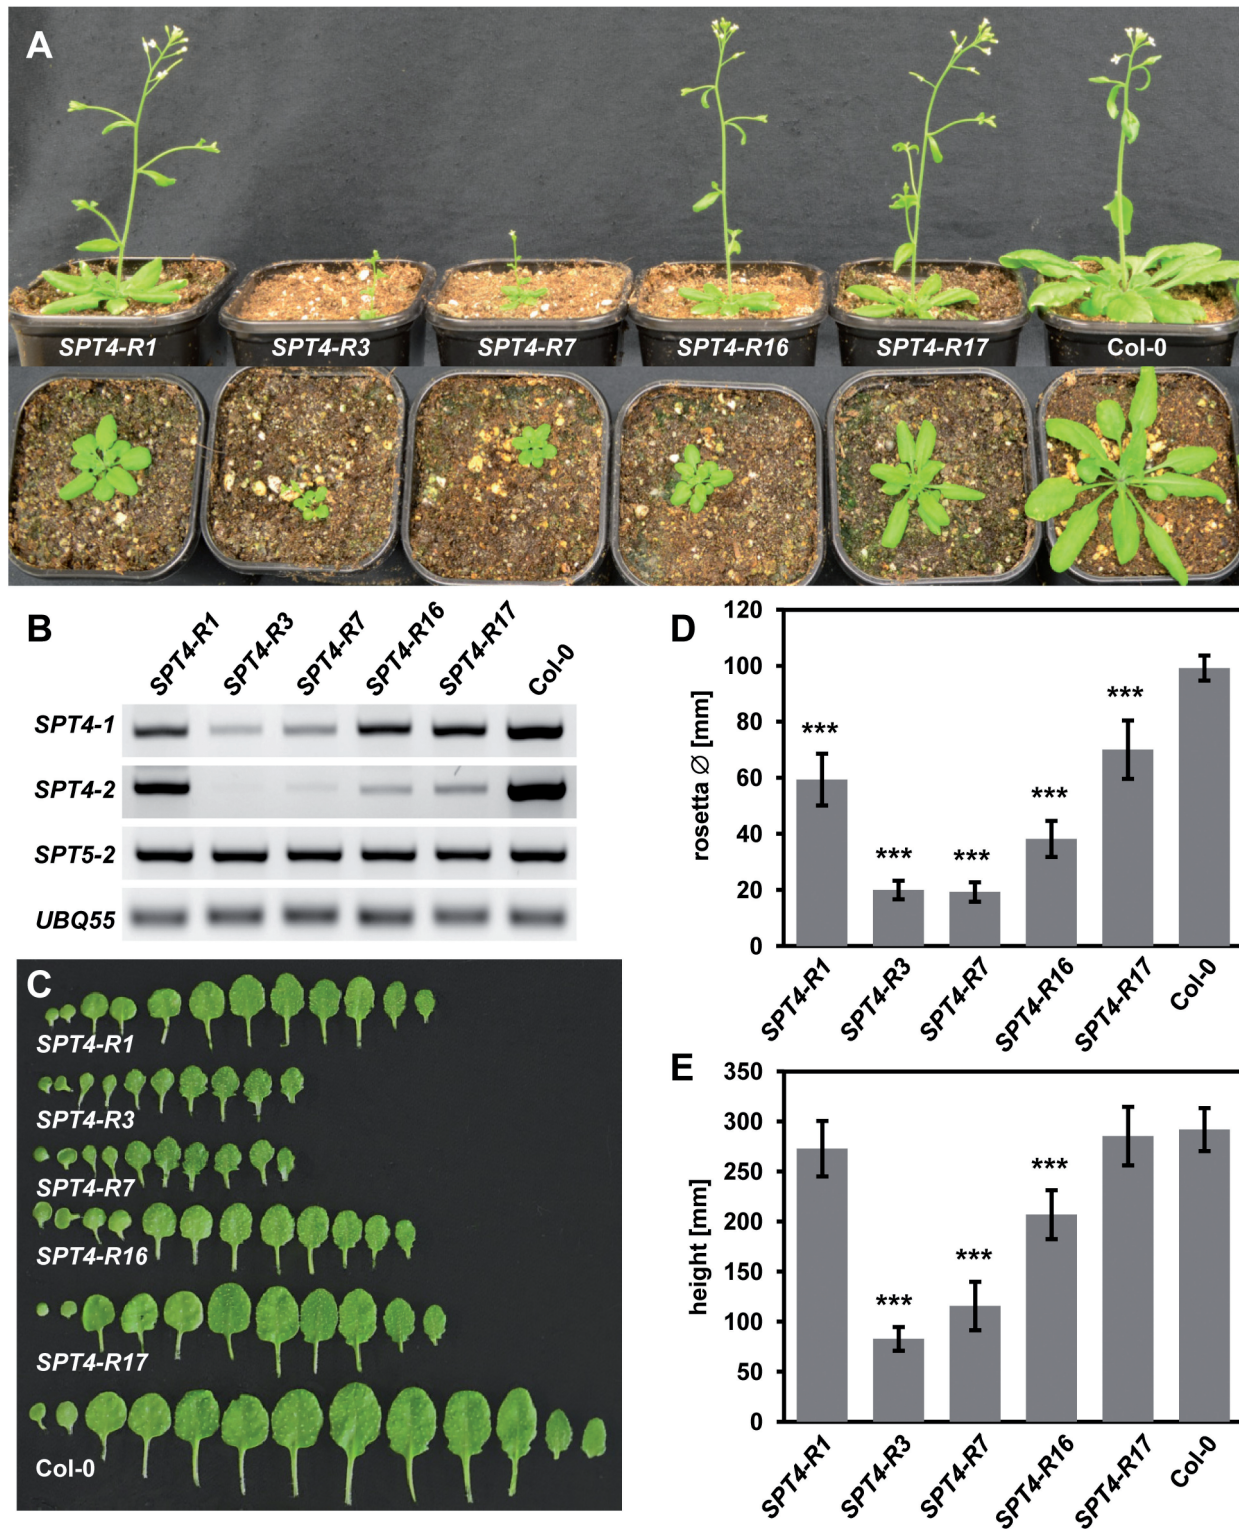 A
SPT4-R1 SPT4-R3 SPT4-R7 SPT4-R16 SPT4-R17 Col-0
B
SPT4-R1 SPT4-R3 SPT4-R7 SPT4-R16 SPT4-R17 Col-0
SPT4-1
SPT4-2
SPT5-2
UBQ55
C
SPT4-R1
SPT4-R3
SPT4-R7
SPT4-R16
SPT4-R17
Col-0
D
rosetta Ø [mm]
120
100
80
60
40
20
0
*** *** *** *** ***
SPT4-R1 SPT4-R3 SPT4-R7 SPT4-R16 SPT4-R17 Col-0
E
height [mm]
350
300
250
200
150
100
50
0
*** *** ***
SPT4-R1 SPT4-R3 SPT4-R7 SPT4-R16 SPT4-R17 Col-0